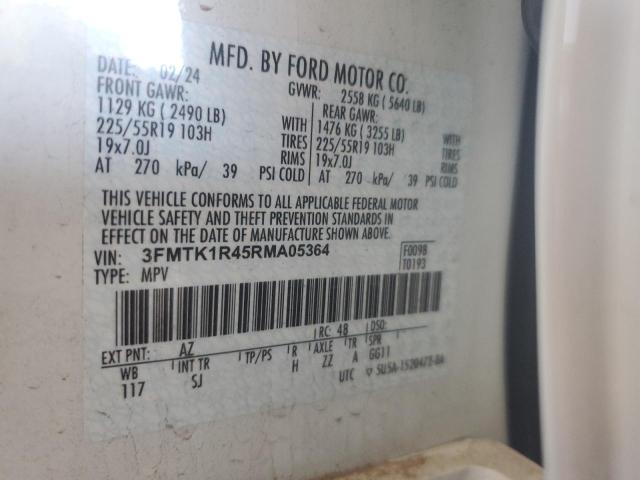 MFD. BY FORD MOTOR CO.
DATE: 02/24 GVWR: 2558 KG ( 5640 LB)
FRONT GAWR: REAR GAWR:
1129 KG ( 2490 LB) WITH 1476 KG ( 3255 LB) WITH
225/55R19 103H TIRES 225/55R19 103H TIRES
19x7.0J RIMS 19x7.0J RIMS
AT 270 kPa/ 39 PSI COLD AT 270 kPa/ 39 PSI COLD
THIS VEHICLE CONFORMS TO ALL APPLICABLE FEDERAL MOTOR
VEHICLE SAFETY AND THEFT PREVENTION STANDARDS IN
EFFECT ON THE DATE OF MANUFACTURE SHOWN ABOVE.
VIN: 3FMTK1R45RMA05364 F0098
TYPE: MPV T0193
EXT PNT: AZ RC: 48 DSO:
WB INT TR TP/PS R AXLE TR SPR
117 SJ H ZZ A GG11
UTC